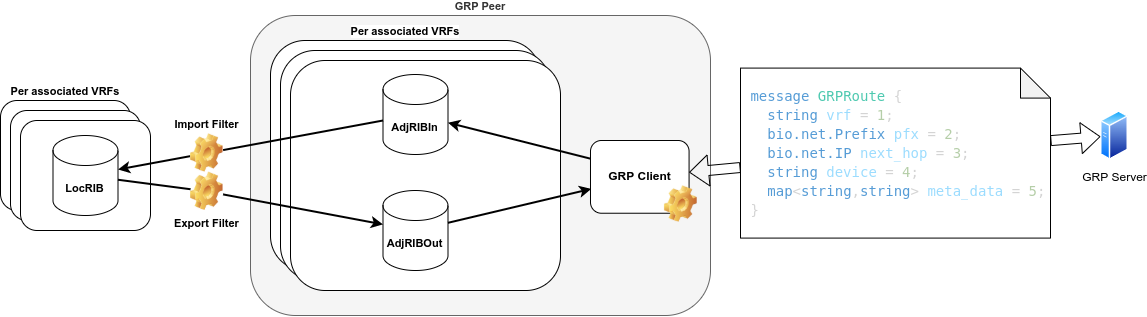 GRP Peer
Per associated VRFs
Per associated VRFs
LocRIB
Import Filter
Export Filter
AdjRIBIn
AdjRIBOut
GRP Client
message GRPRoute {
  string vrf = 1;
  bio.net.Prefix pfx = 2;
  bio.net.IP next_hop = 3;
  string device = 4;
  map<string,string> meta_data = 5;
}
GRP Server